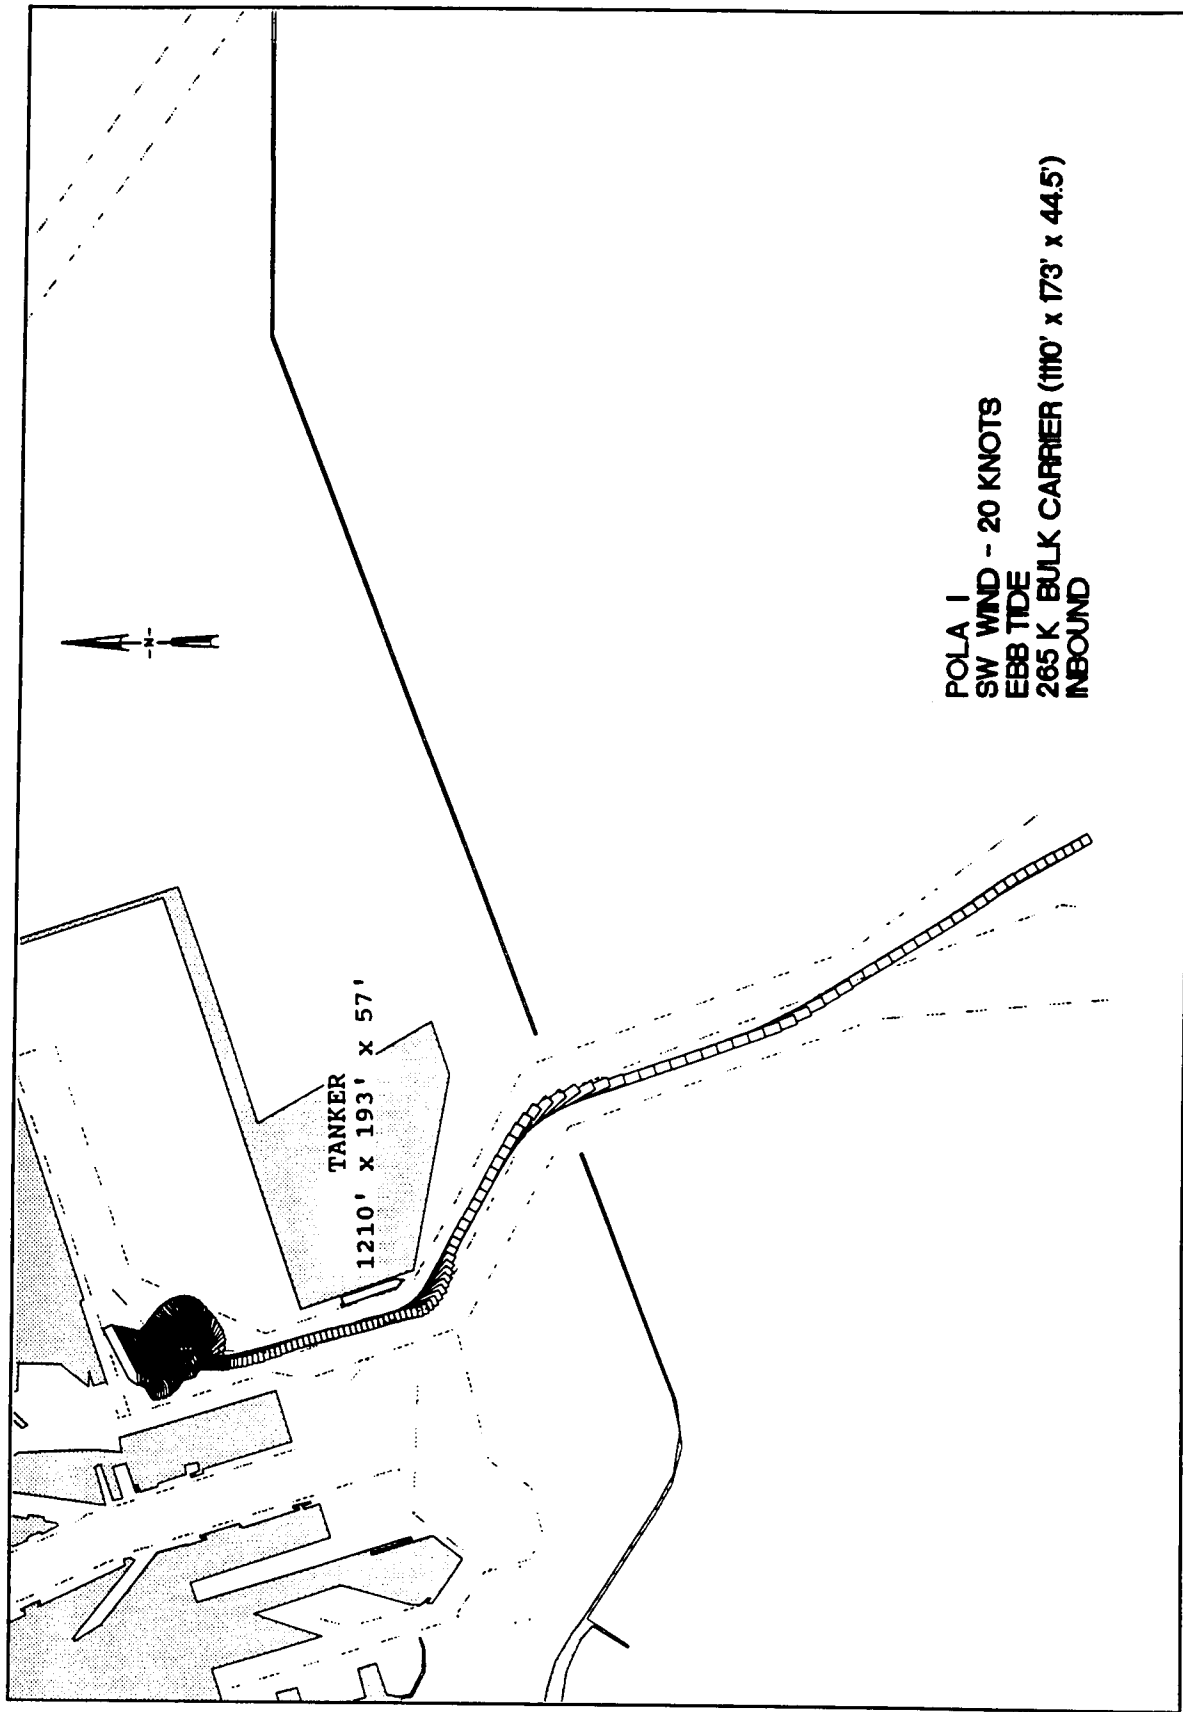 -N-
TANKER
1210' x 193' x 57'
POLA I
SW WIND - 20 KNOTS
EBB TIDE
265 K BULK CARRIER (1110' x 173' x 44.5')
INBOUND